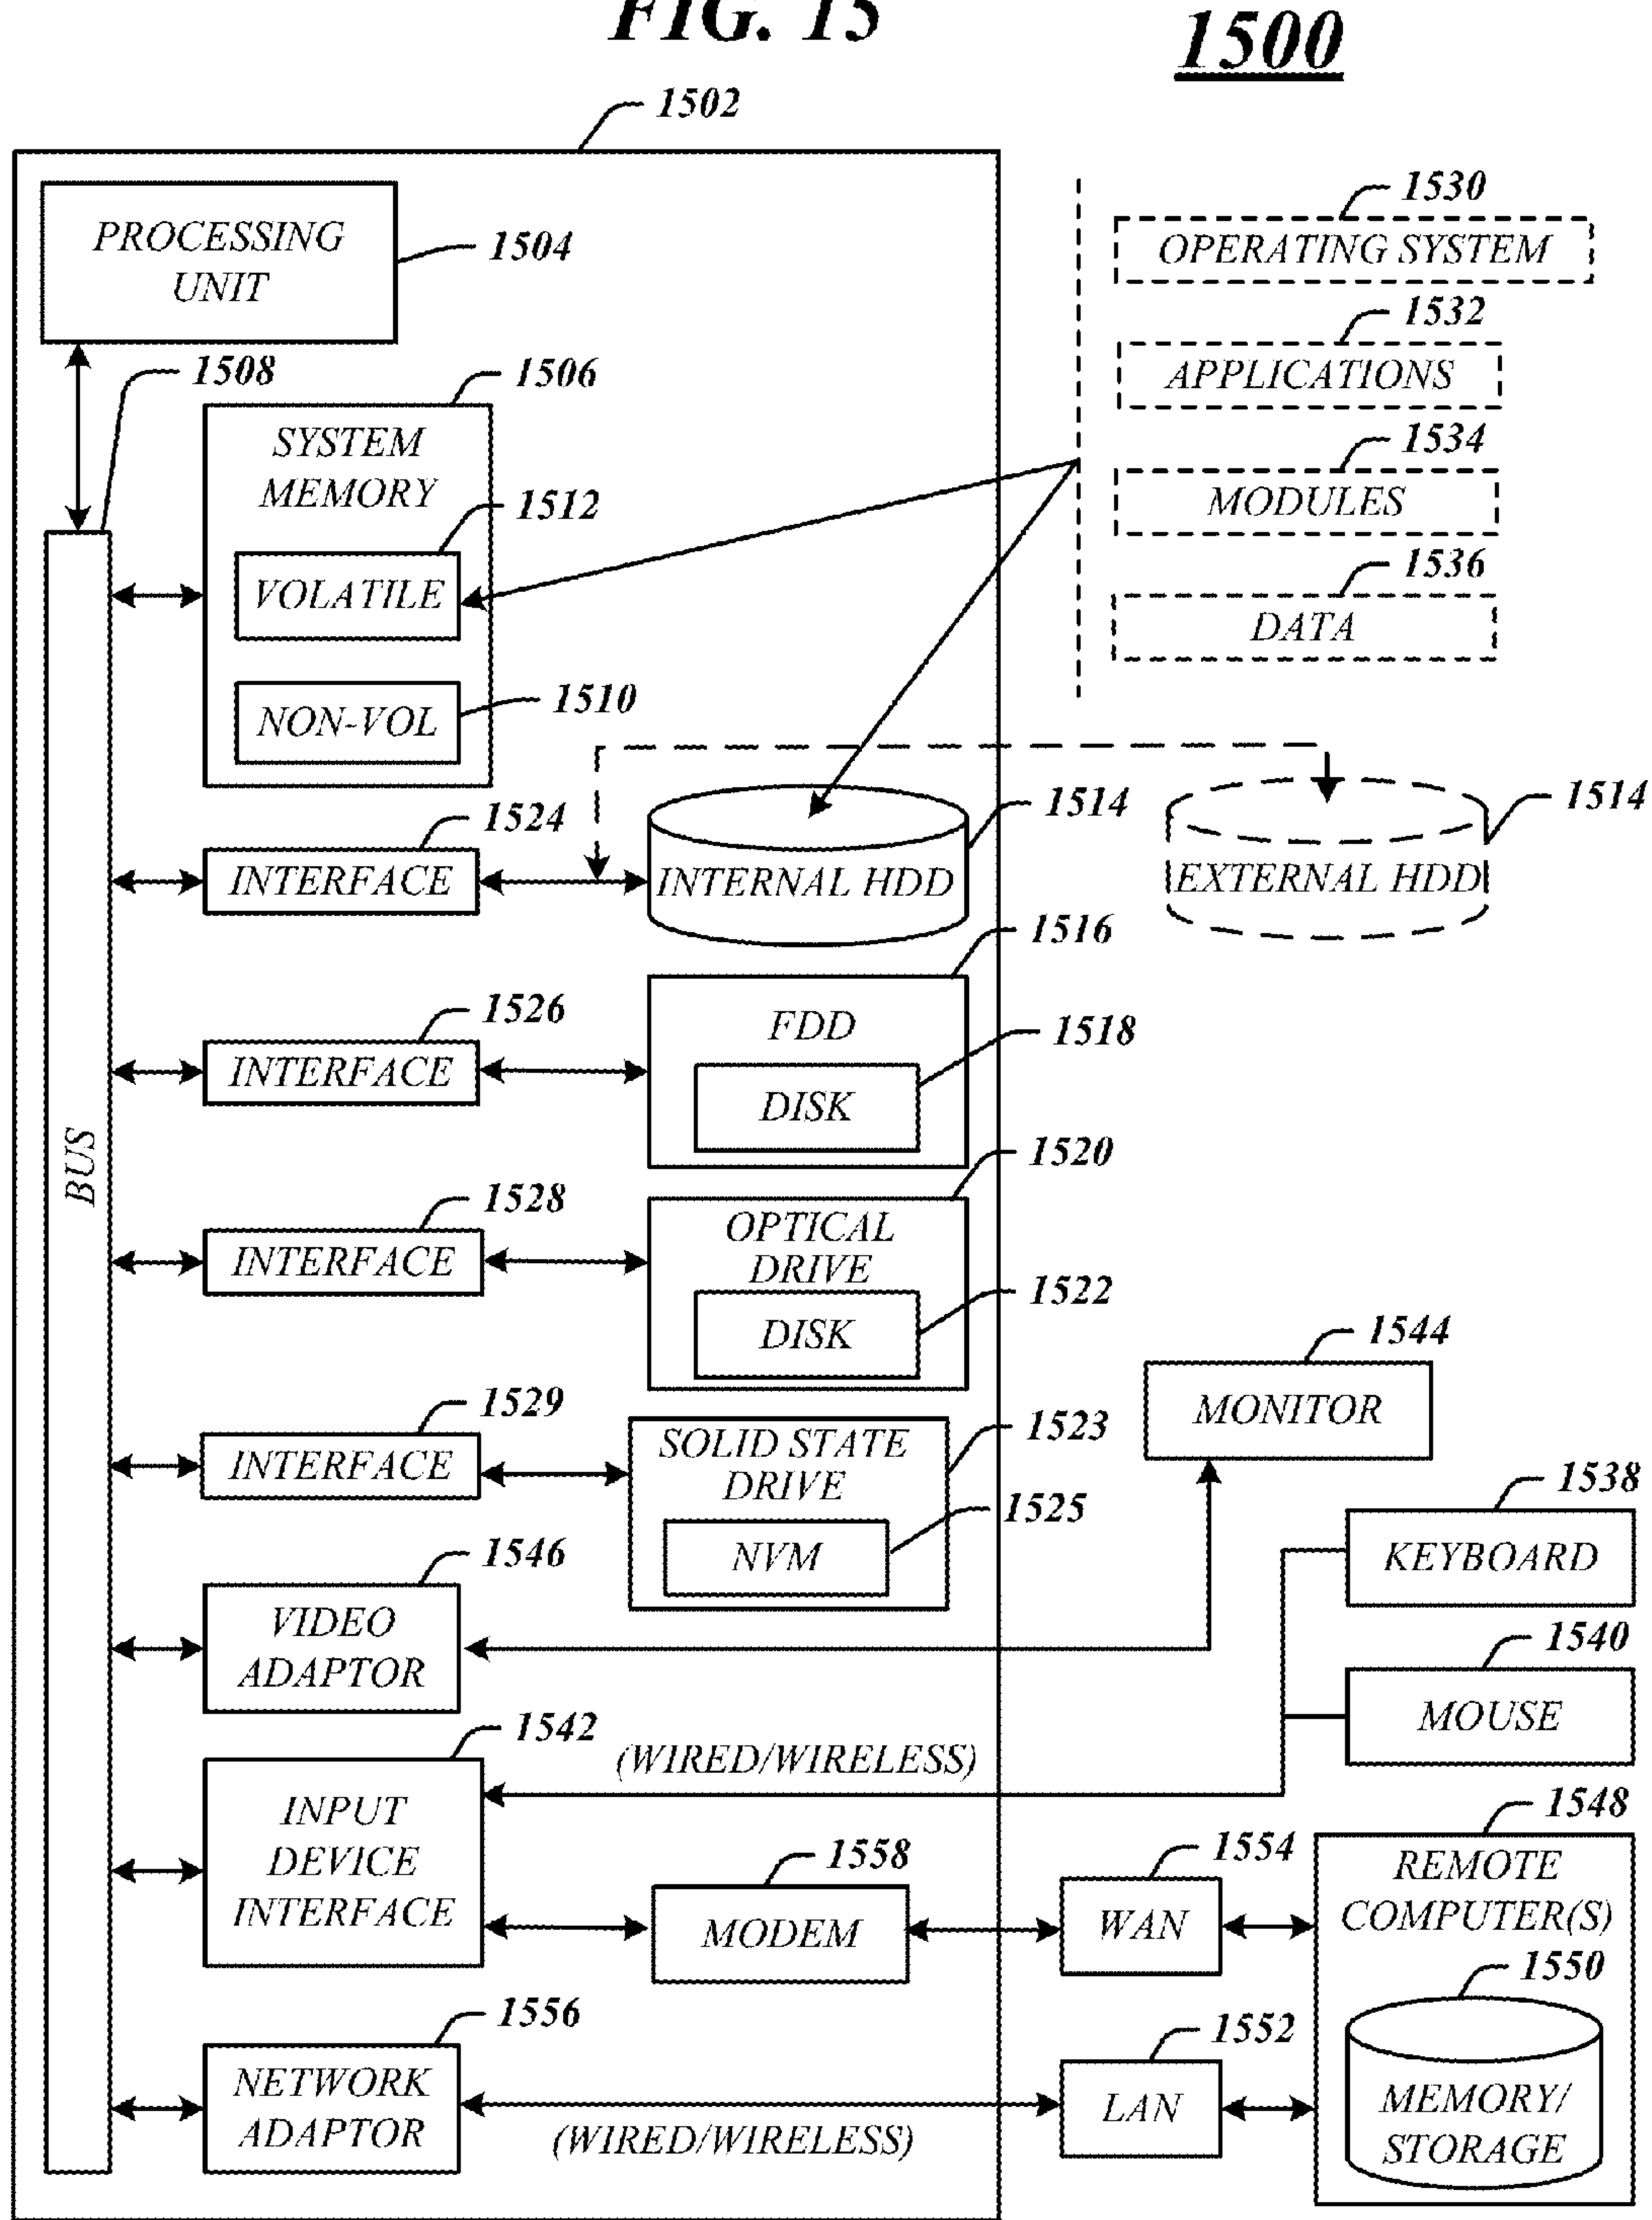 FIG. 15
1500
1502
PROCESSING
UNIT
1504
1530
OPERATING SYSTEM
1532
APPLICATIONS
1534
MODULES
1536
DATA
1508
1506
SYSTEM
MEMORY
1512
VOLATILE
1510
NON-VOL
BUS
1524
INTERFACE
1514
INTERNAL HDD
1514
EXTERNAL HDD
1516
FDD
1526
INTERFACE
1518
DISK
1520
OPTICAL
DRIVE
1528
INTERFACE
1522
DISK
1544
MONITOR
1529
INTERFACE
1523
SOLID STATE
DRIVE
1525
NVM
1538
KEYBOARD
1546
VIDEO
ADAPTOR
1540
MOUSE
1542
INPUT
DEVICE
INTERFACE
(WIRED/WIRELESS)
1558
MODEM
1554
WAN
1548
REMOTE
COMPUTER(S)
1550
MEMORY/
STORAGE
1556
NETWORK
ADAPTOR
(WIRED/WIRELESS)
1552
LAN